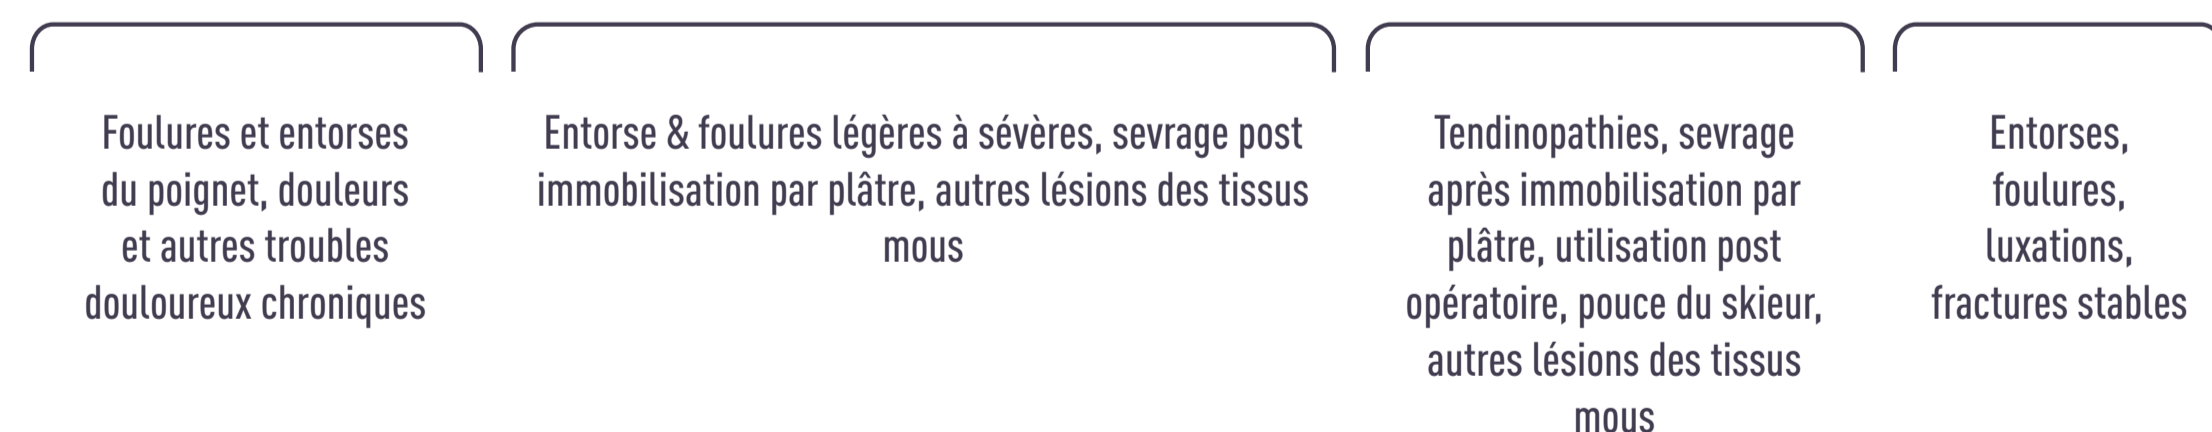 Foulures et entorses
du poignet, douleurs
et autres troubles
douloureux chroniques
Entorse & foulures légères à sévères, sevrage post
immobilisation par plâtre, autres lésions des tissus
mous
Tendinopathies, sevrage
après immobilisation par
plâtre, utilisation post
opératoire, pouce du skieur,
autres lésions des tissus
mous
Entorses,
foulures,
luxations,
fractures stables